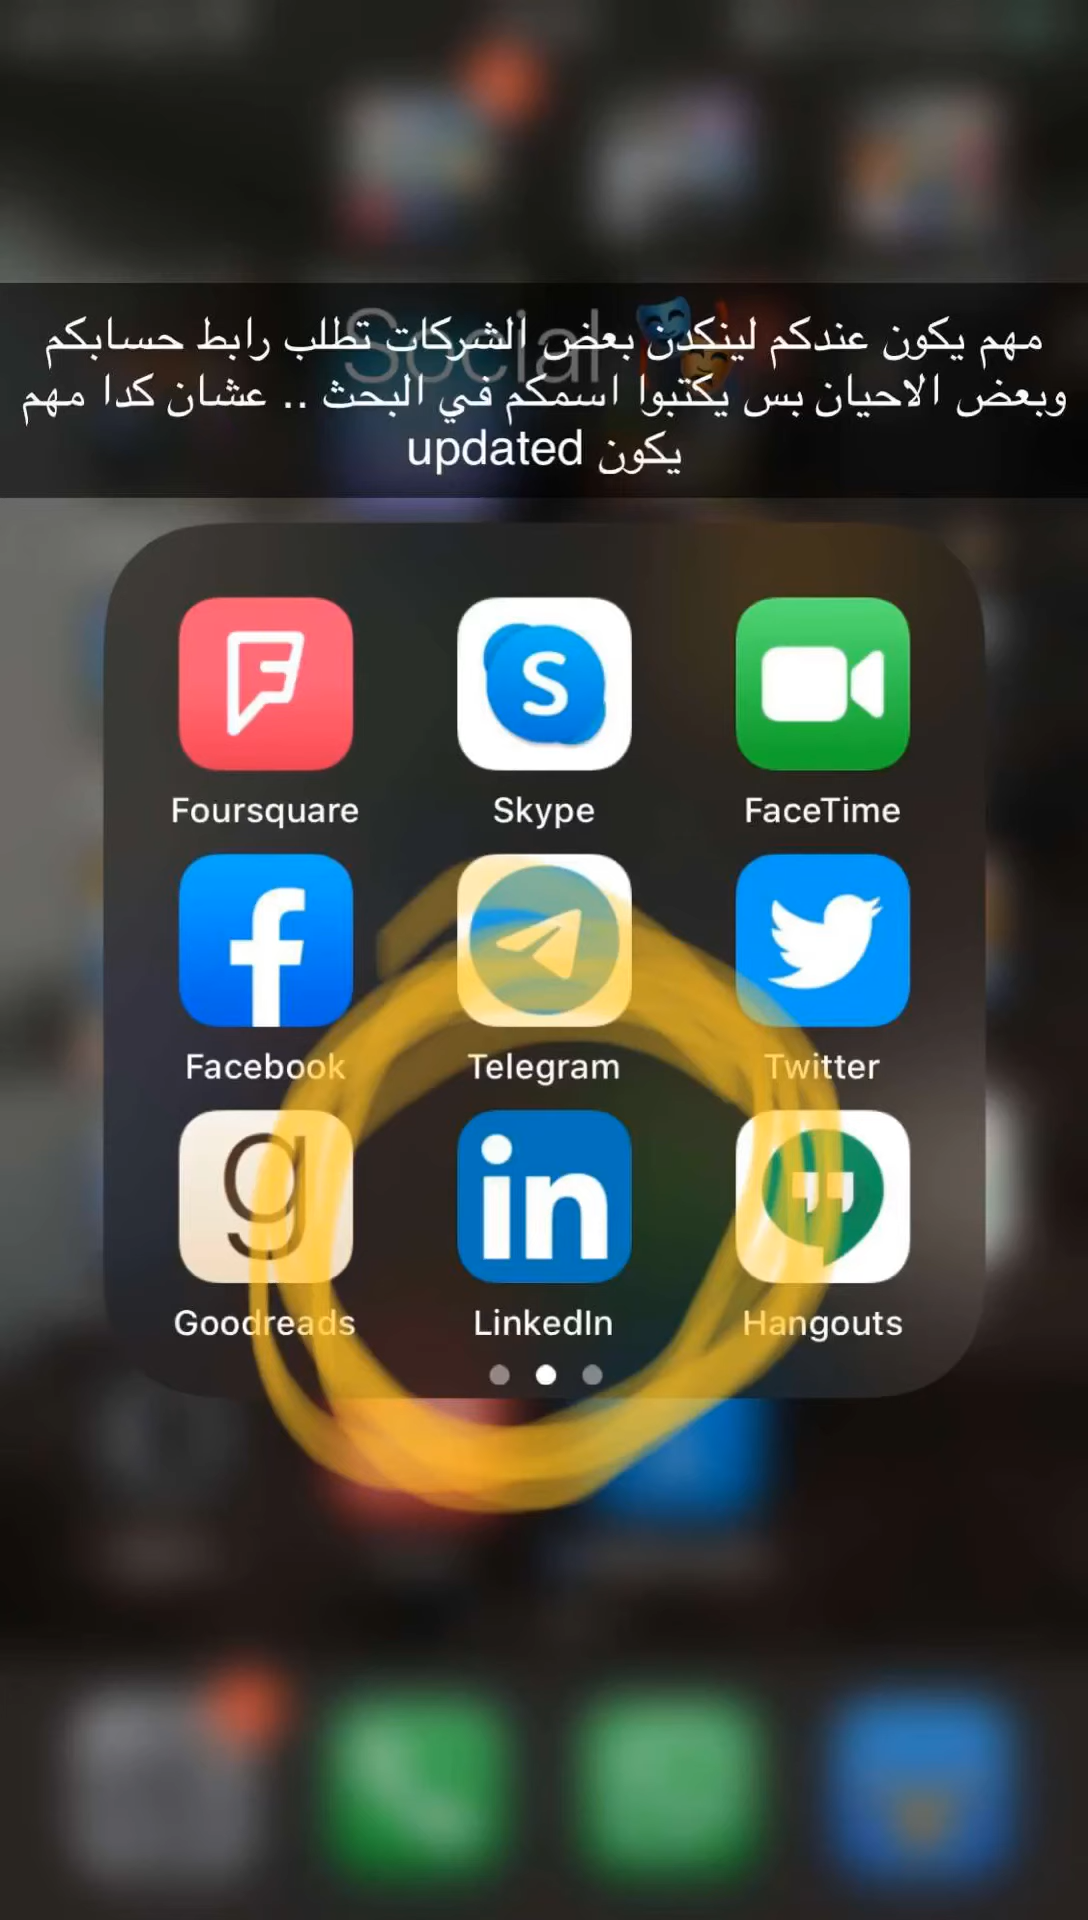 Social
مهم يكون عندكم لينكدن بعض الشركات تطلب رابط حسابكم
وبعض الاحيان بس يكتبوا اسمكم في البحث .. عشان كدا مهم
يكون updated
Foursquare
Skype
FaceTime
Facebook
Telegram
Twitter
Goodreads
LinkedIn
Hangouts